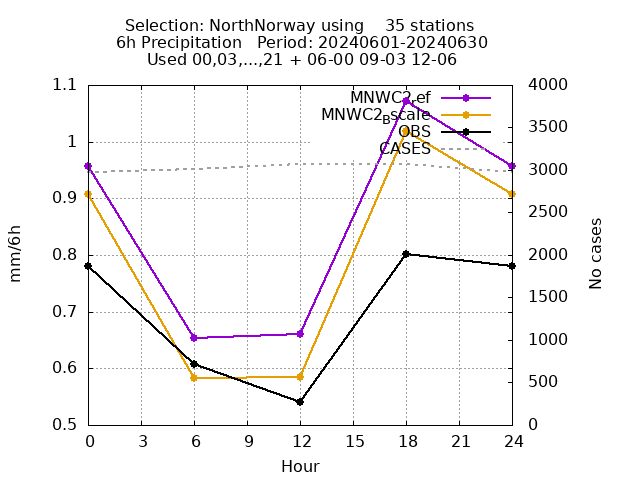 Selection: NorthNorway using    35 stations
6h Precipitation   Period: 20240601-20240630
Used 00,03,...,21 + 06-00 09-03 12-06
MNWC2ref
MNWC2Bscale
OBS
CASES
1.1
1
0.9
0.8
0.7
0.6
0.5
4000
3500
3000
2500
2000
1500
1000
500
0
mm/6h
No cases
0 3 6 9 12 15 18 21 24
Hour